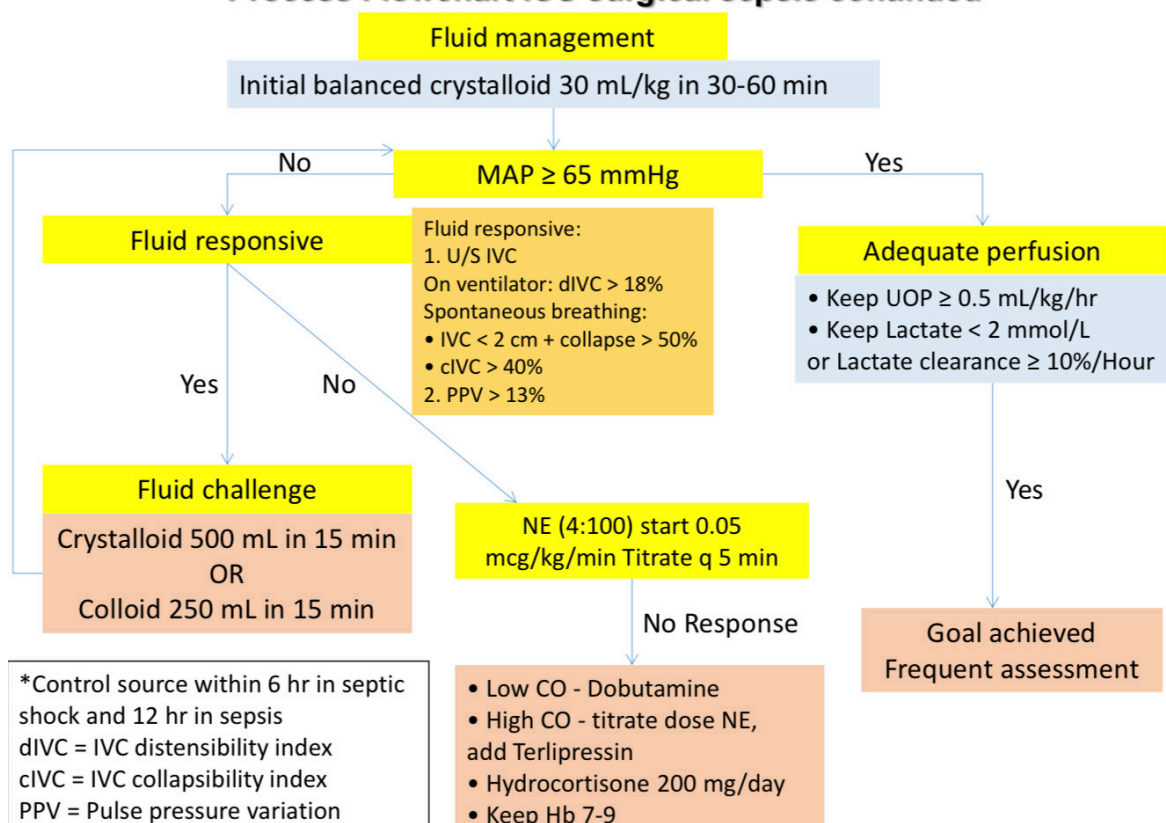 Process Flowchart ICU Surgical sepsis continued
Fluid management
Initial balanced crystalloid 30 mL/kg in 30-60 min
No
MAP ≥ 65 mmHg
Yes
Fluid responsive
Fluid responsive:
1. U/S IVC
On ventilator: dIVC > 18%
Spontaneous breathing:
• IVC < 2 cm + collapse > 50%
• cIVC > 40%
2. PPV > 13%
Adequate perfusion
• Keep UOP ≥ 0.5 mL/kg/hr
• Keep Lactate < 2 mmol/L
or Lactate clearance ≥ 10%/Hour
Yes
No
Yes
Fluid challenge
Crystalloid 500 mL in 15 min
OR
Colloid 250 mL in 15 min
NE (4:100) start 0.05
mcg/kg/min Titrate q 5 min
No Response
Goal achieved
Frequent assessment
*Control source within 6 hr in septic
shock and 12 hr in sepsis
dIVC = IVC distensibility index
cIVC = IVC collapsibility index
PPV = Pulse pressure variation
• Low CO - Dobutamine
• High CO - titrate dose NE,
add Terlipressin
• Hydrocortisone 200 mg/day
• Keep Hb 7-9